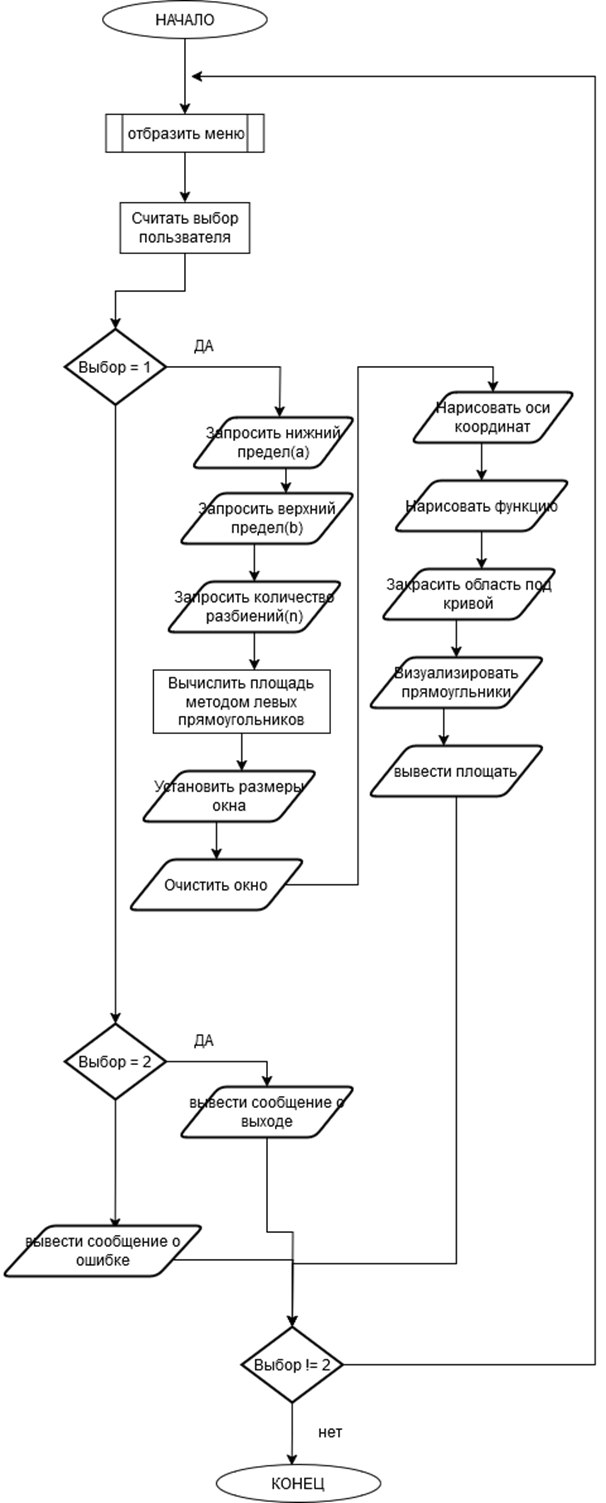 НАЧАЛО
отбразить меню
Считать выбор
пользвателя
Выбор = 1
ДА
Запросить нижний
предел(a)
Запросить верхний
предел(b)
Запросить количество
разбиений(n)
Вычислить площадь
методом левых
прямоугольников
Установить размеры
окна
Очистить окно
Нарисовать оси
координат
Нарисовать функцию
Закрасить область под
кривой
Визуализировать
прямоугльники
вывести площать
Выбор = 2
ДА
вывести сообщение о
выходе
вывести сообщение о
ошибке
Выбор != 2
нет
КОНЕЦ